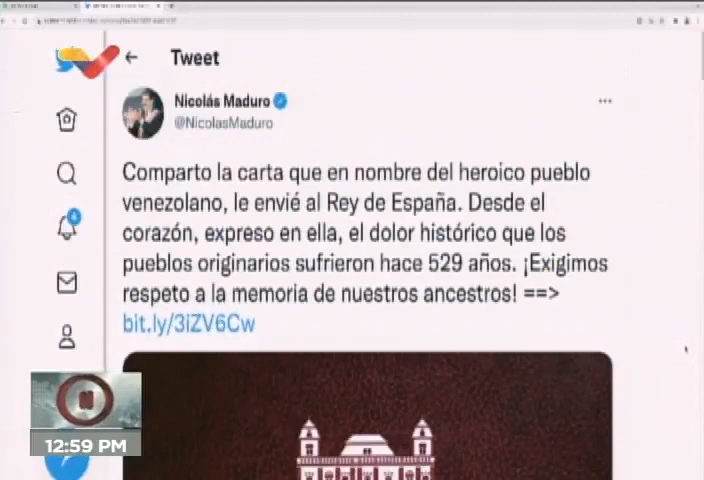 Tweet
Nicolás Maduro
@NicolasMaduro
Comparto la carta que en nombre del heroico pueblo
venezolano, le envié al Rey de España. Desde el
corazón, expreso en ella, el dolor histórico que los
pueblos originarios sufrieron hace 529 años. ¡Exigimos
respeto a la memoria de nuestros ancestros! ==>
bit.ly/3iZV6Cw
4
N
12:59 PM